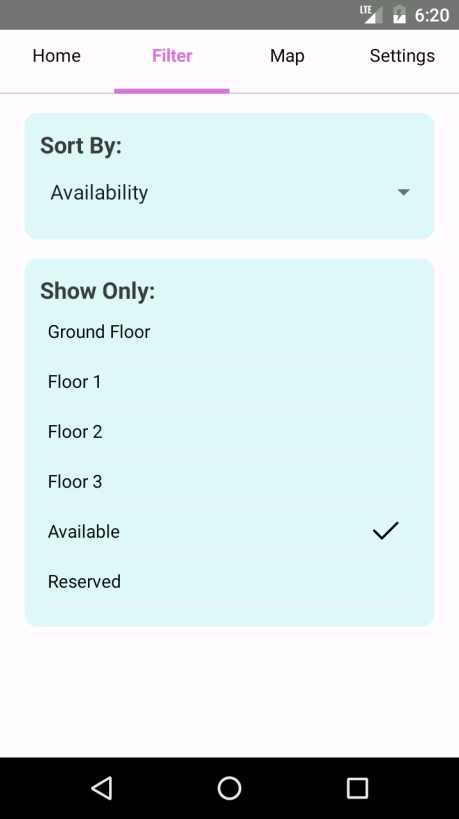 LTE 6:20
Home Filter Map Settings
Sort By:
Availability
Show Only:
Ground Floor
Floor 1
Floor 2
Floor 3
Available
Reserved